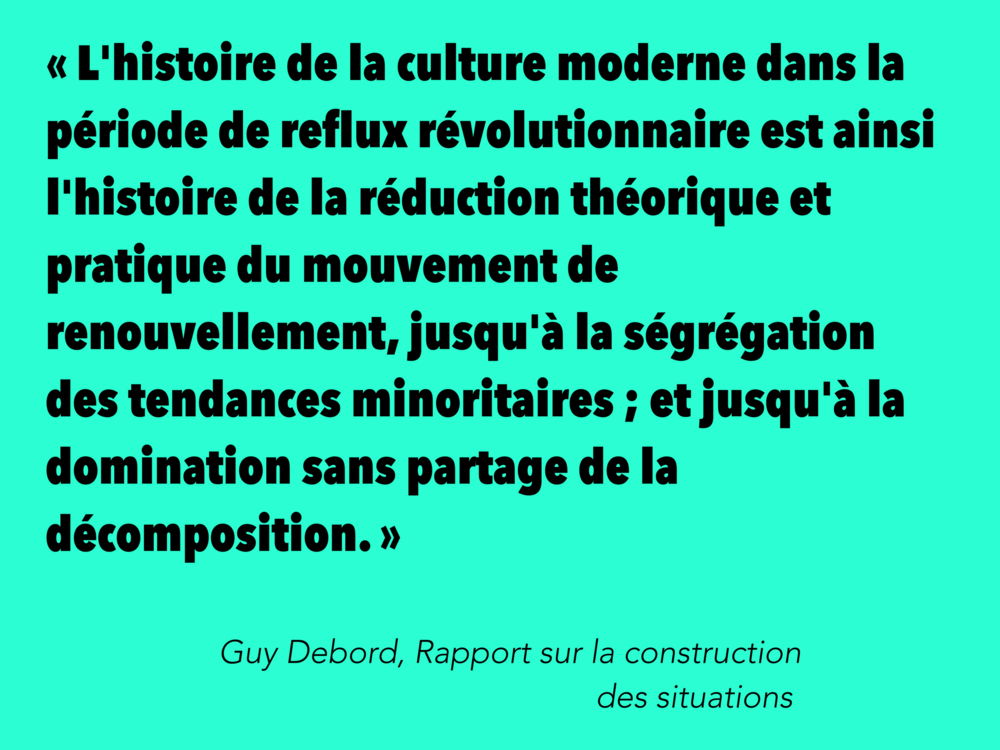 « L'histoire de la culture moderne dans la
période de reflux révolutionnaire est ainsi
l'histoire de la réduction théorique et
pratique du mouvement de
renouvellement, jusqu'à la ségrégation
des tendances minoritaires ; et jusqu'à la
domination sans partage de la
décomposition. »
Guy Debord, Rapport sur la construction
des situations